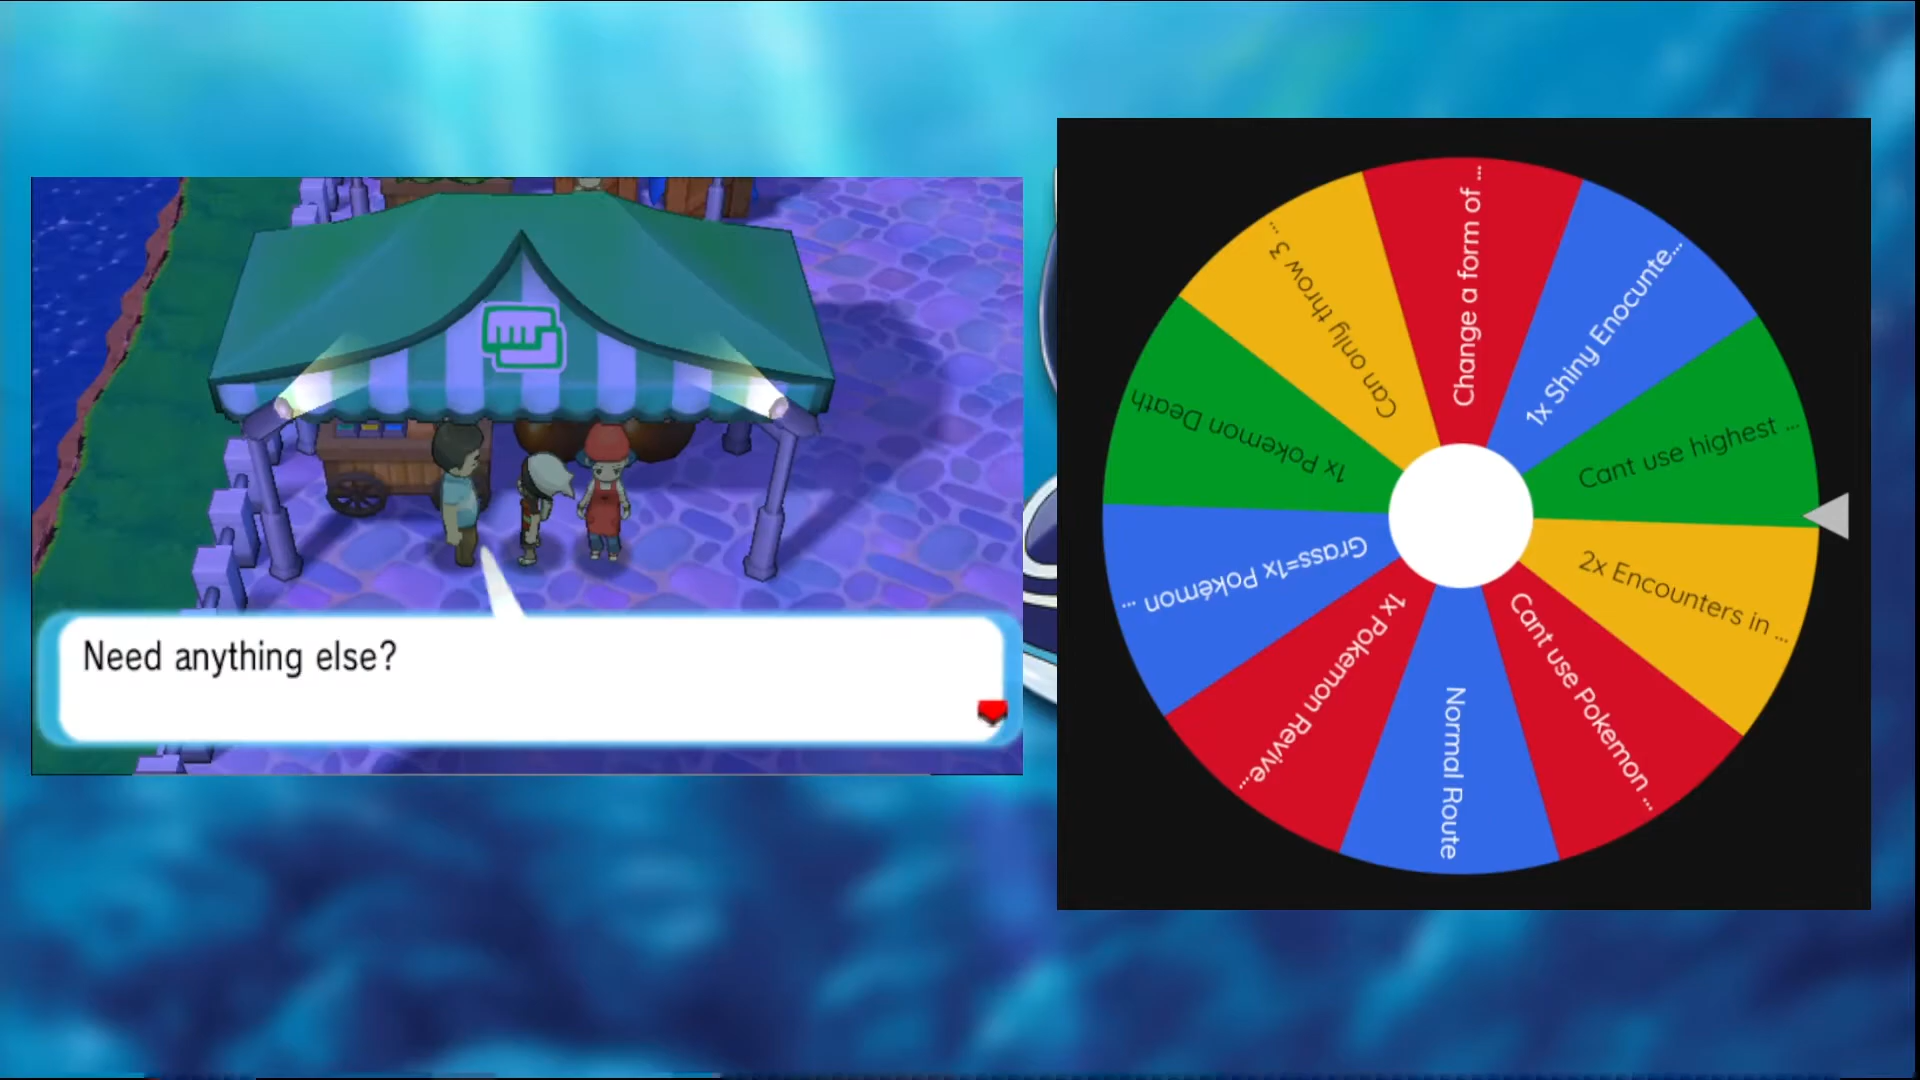 Need anything else?
Change a form of ...
1x Shiny Enocunte...
Cant use highest ...
2x Encounters in ...
Cant use Pokemon ...
Normal Route
1x Pokemon Revive...
Grass=1x Pokémon ...
1x Pokemon Death
Can only throw 3 ...